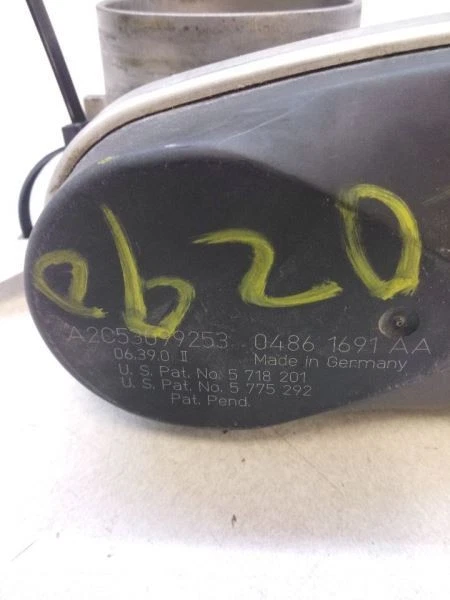 ab20
A2C53099253 0486 1691 AA
06.39.0 II Made in Germany
U. S. Pat. No. 5 718 201
U. S. Pat. No. 5 775 292
Pat. Pend.